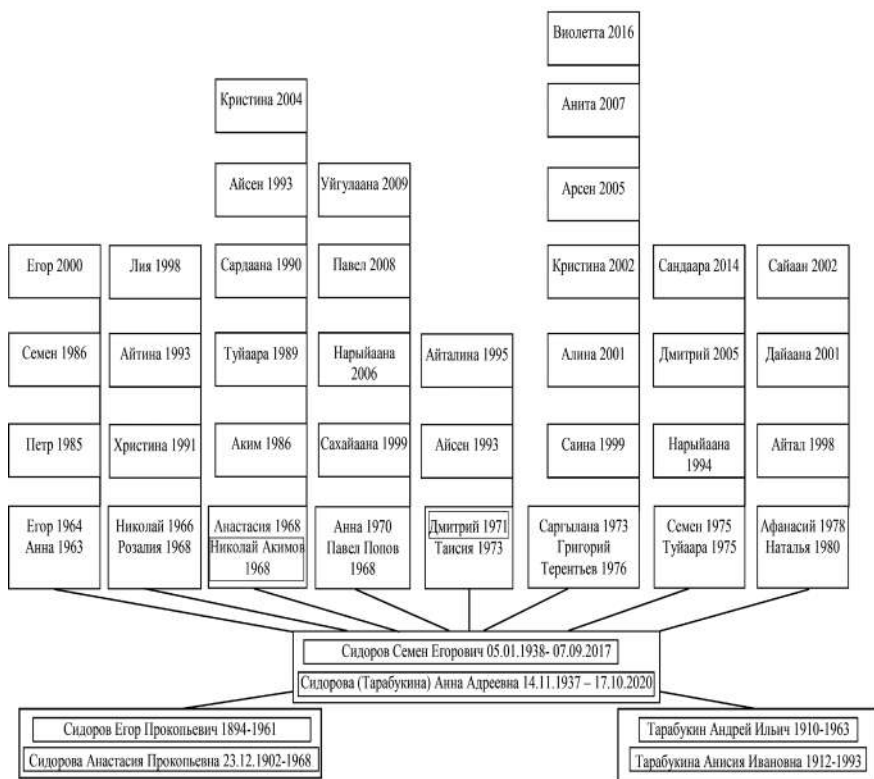 Виолетта 2016
Кристина 2004
Анита 2007
Айсен 1993
Уйгулаана 2009
Арсен 2005
Егор 2000
Лия 1998
Сардаана 1990
Павел 2008
Кристина 2002
Сандаара 2014
Сайаан 2002
Семен 1986
Айтина 1993
Туйаара 1989
Нарыйаана
2006
Айталина 1995
Алина 2001
Дмитрий 2005
Дайаана 2001
Петр 1985
Христина 1991
Аким 1986
Сахайаана 1999
Айсен 1993
Саина 1999
Нарыйаана
1994
Айтал 1998
Егор 1964
Анна 1963
Николай 1966
Розалия 1968
Анастасия 1968
Николай Акимов
1968
Анна 1970
Павел Попов
1968
Дмитрий 1971
Таисия 1973
Саргылана 1973
Григорий
Терентьев 1976
Семен 1975
Туйаара 1975
Афанасий 1978
Наталья 1980
Сидоров Семен Егорович 05.01.1938- 07.09.2017
Сидорова (Тарабукина) Анна Адреевна 14.11.1937 – 17.10.2020
Сидоров Егор Прокопьевич 1894-1961
Сидорова Анастасия Прокопьевна 23.12.1902-1968
Тарабукин Андрей Ильич 1910-1963
Тарабукина Анисия Ивановна 1912-1993